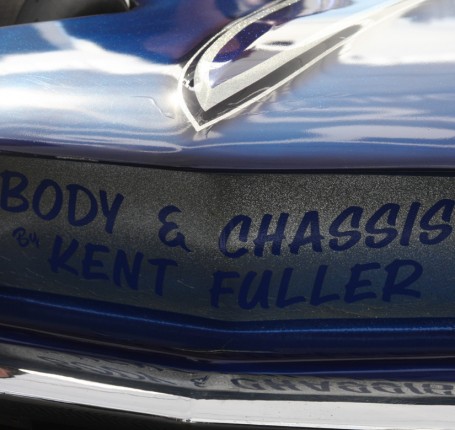 BODY & CHASSIS
By KENT FULLER